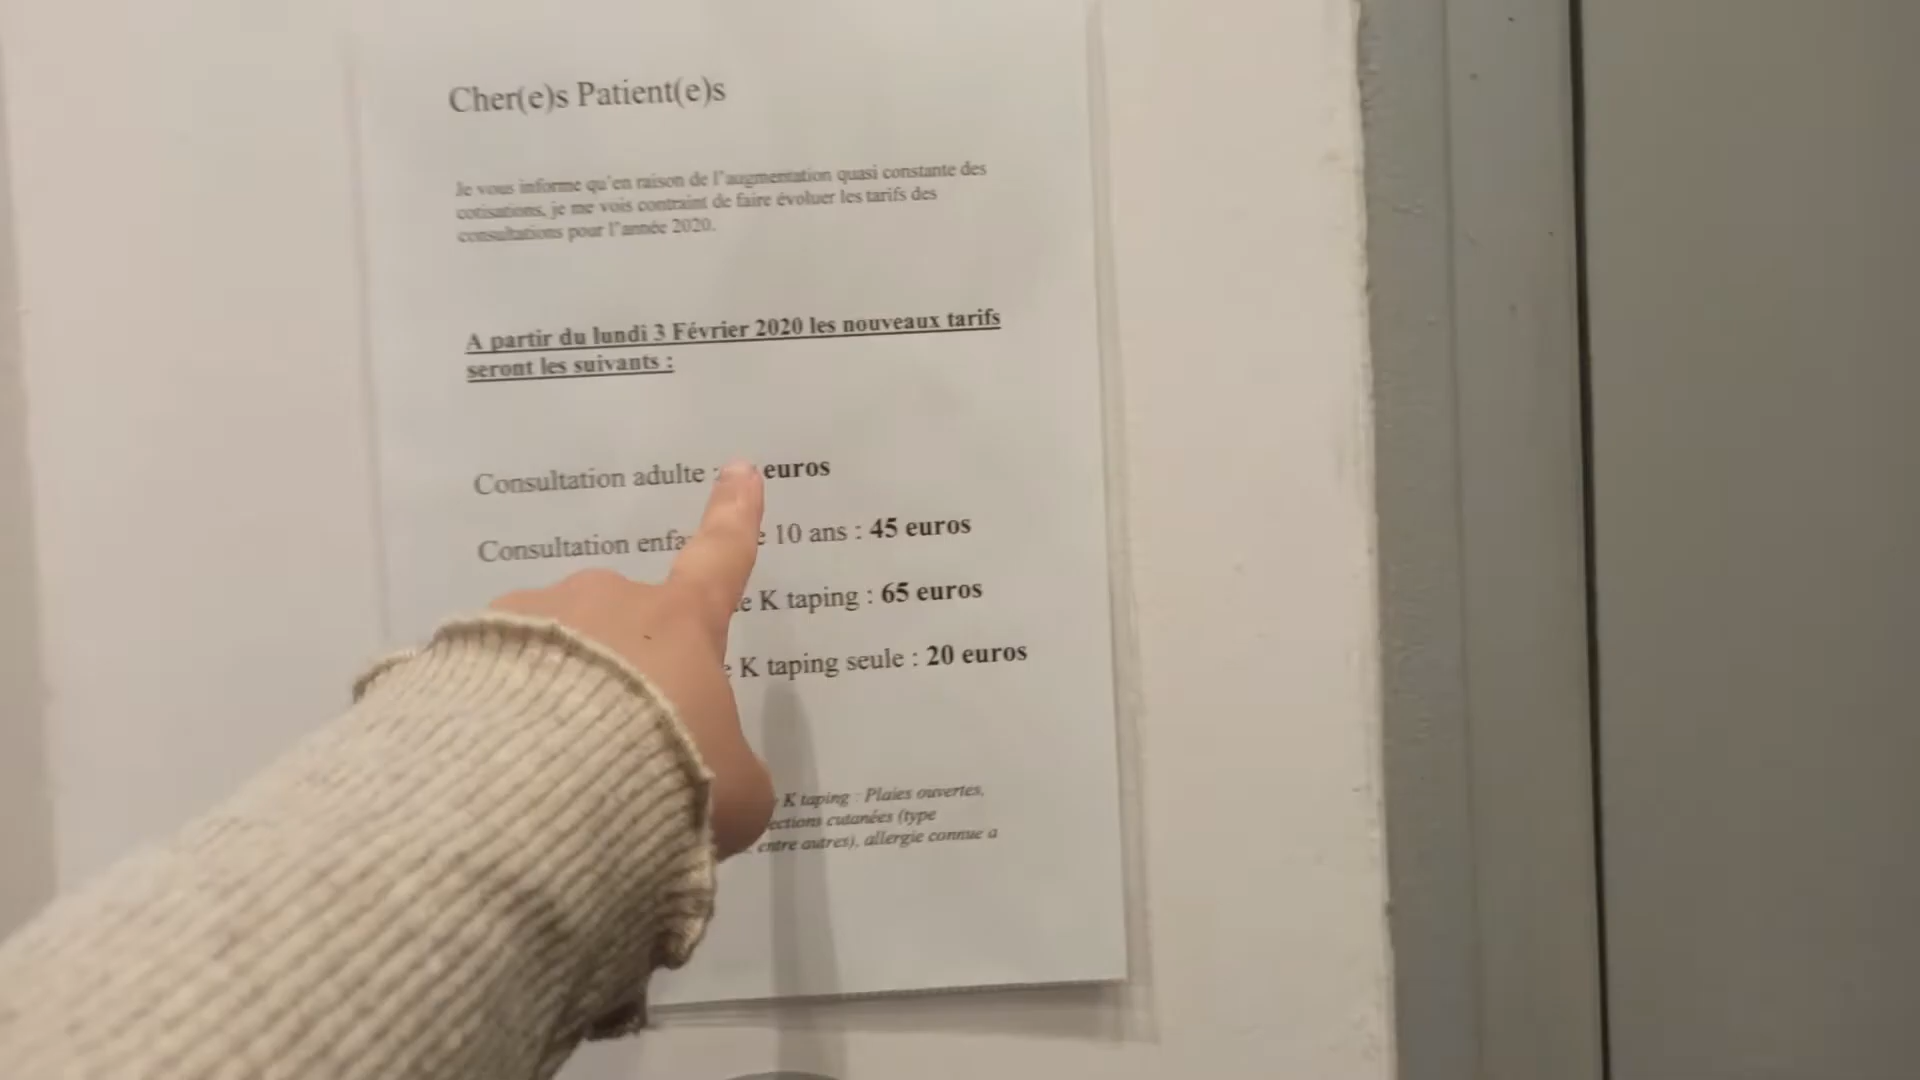 Cher(e)s Patient(e)s
Je vous informe qu'en raison de l'augmentation quasi constante des
cotisations, je me vois contraint de faire évoluer les tarifs des
consultations pour l'année 2020.
A partir du lundi 3 Février 2020 les nouveaux tarifs
seront les suivants :
Consultation adulte : euros
Consultation 10 ans : 45 euros
K taping : 65 euros
K taping seule : 20 euros
K taping : Plaies ouvertes,
cutanées (type
entre autres), allergie connue a